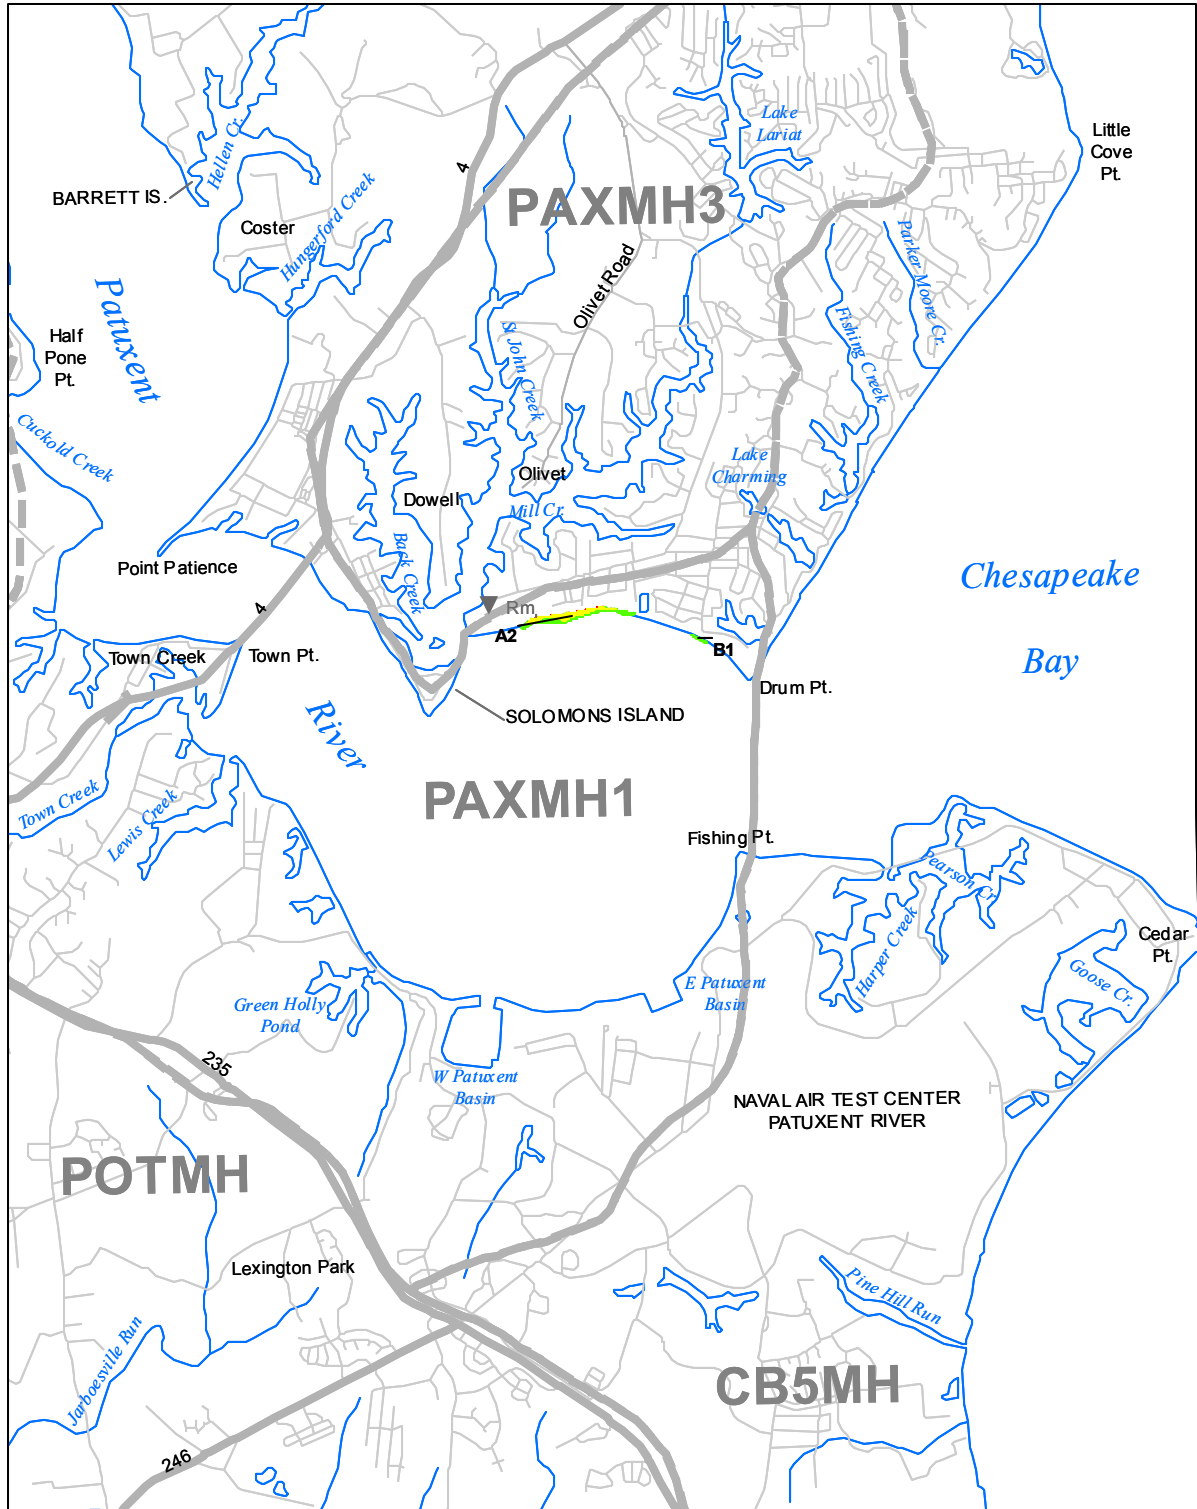 Lake
Lariat
Little
Cove
Pt.
Hellen Cr.
4
BARRETT IS.
PAXMH3
Coster
Hungerford Creek
Parker Moore Cr.
Olivet Road
Patuxent
Half
Pone
Pt.
St John Creek
Fishing Creek
Cuckold Creek
Lake
Charming
Olivet
Dowell
Mill Cr.
Back Creek
Point Patience
Chesapeake
Bay
4
Rm
A2
B1
Town Creek
Town Pt.
Drum Pt.
SOLOMONS ISLAND
River
PAXMH1
Town Creek
Lewis Creek
Fishing Pt.
Pearson Cr.
Harper Creek
Cedar
Pt.
Goose Cr.
E Patuxent
Basin
Green Holly
Pond
235
W Patuxent
Basin
NAVAL AIR TEST CENTER
PATUXENT RIVER
POTMH
Lexington Park
Pine Hill Run
Jarboesville Run
CB5MH
246